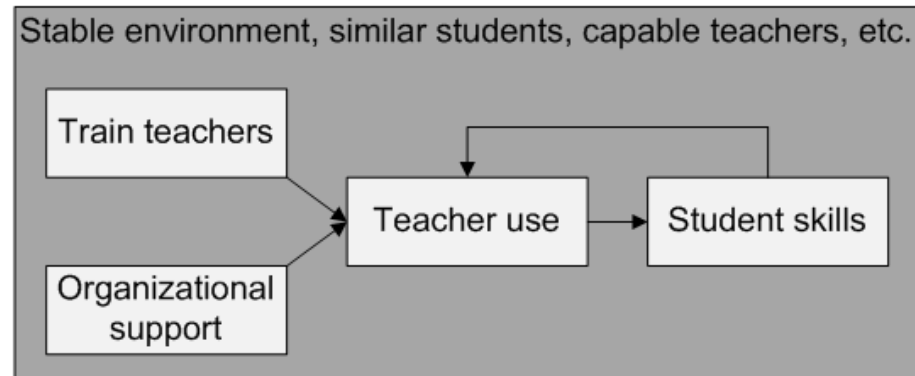 Stable environment, similar students, capable teachers, etc.
Train teachers
Teacher use
Student skills
Organizational
support